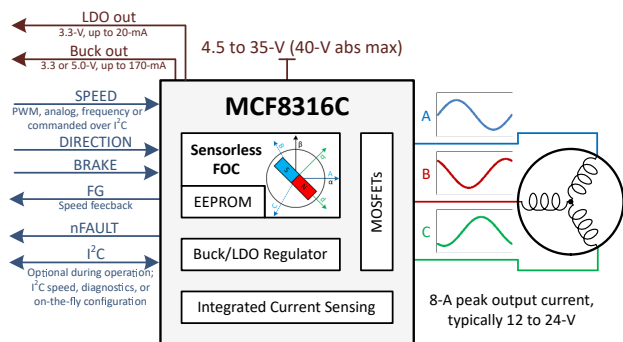 LDO out
3.3-V, up to 20-mA
Buck out
3.3 or 5.0-V, up to 170-mA
4.5 to 35-V (40-V abs max)
SPEED
PWM, analog, frequency or
commanded over I²C
DIRECTION
BRAKE
FG
Speed feecback
nFAULT
I²C
Optional during operation;
I²C speed, diagnostics, or
on-the-fly configuration
MCF8316C
Sensorless
FOC
EEPROM
β
B
q
S
N
A
α
C
d
MOSFETs
Buck/LDO Regulator
Integrated Current Sensing
A
B
C
8-A peak output current,
typically 12 to 24-V